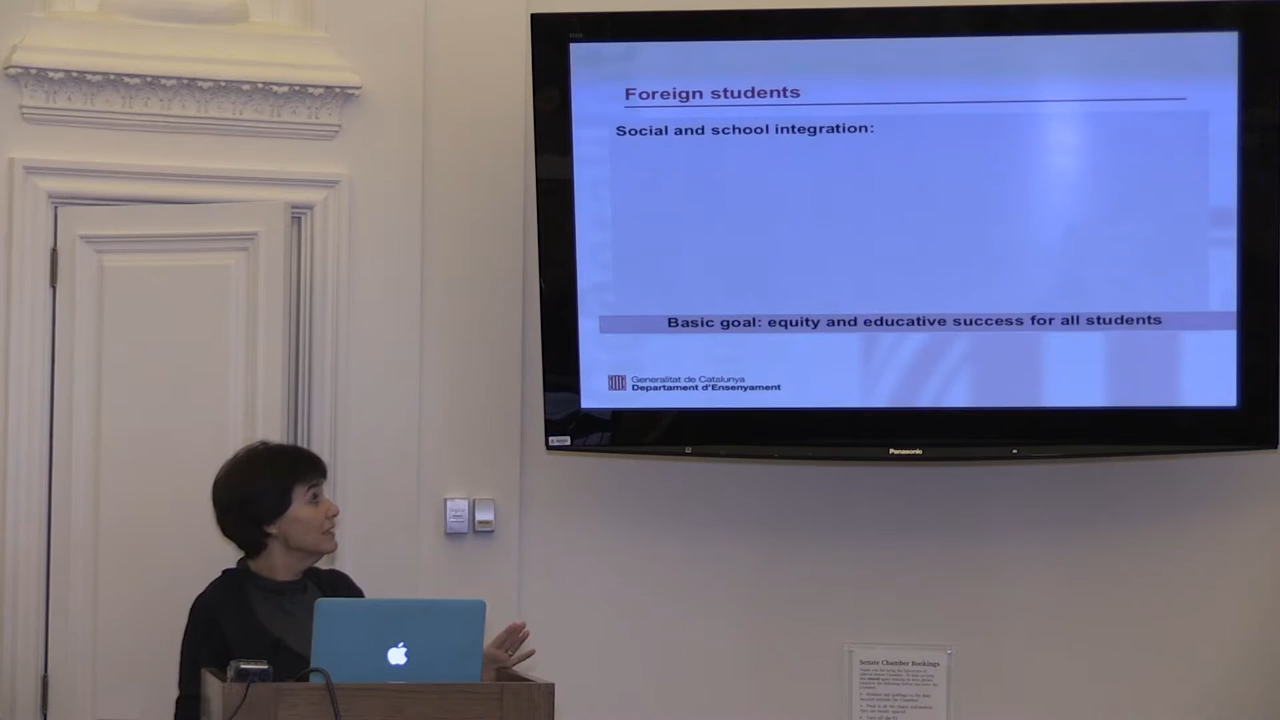 Foreign students
Social and school integration:
Basic goal: equity and educative success for all students
Generalitat de Catalunya
Departament d'Ensenyament
Panasonic
Senate Chamber Bookings